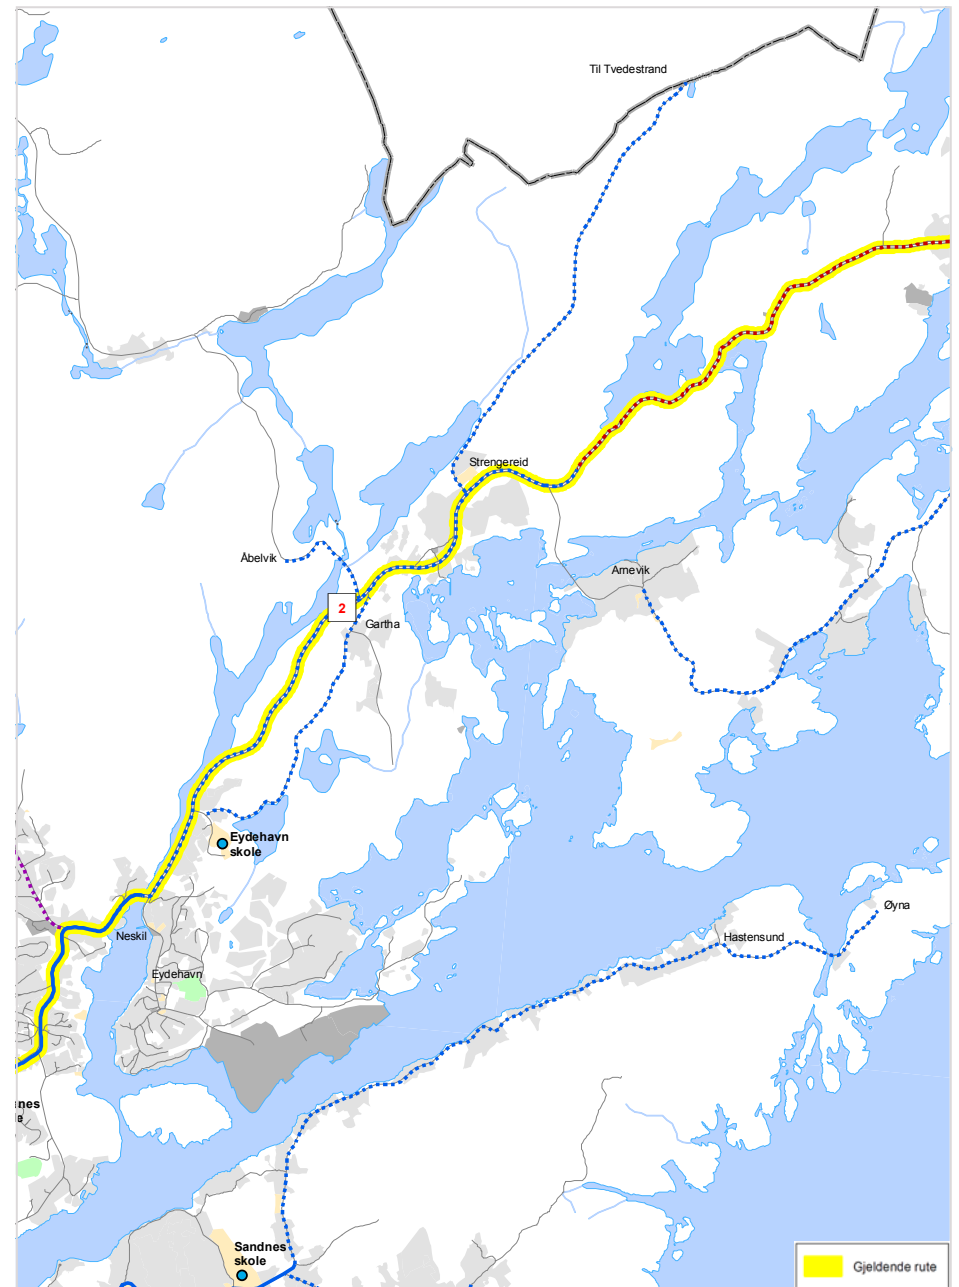 Til Tvedestrand
Strengereid
Åbelvik
Arnevik
2
Gartha
Eydehavn
skole
Øyna
Neskil
Hastensund
Eydehavn
nes
e
Sandnes
skole
Gjeldende rute